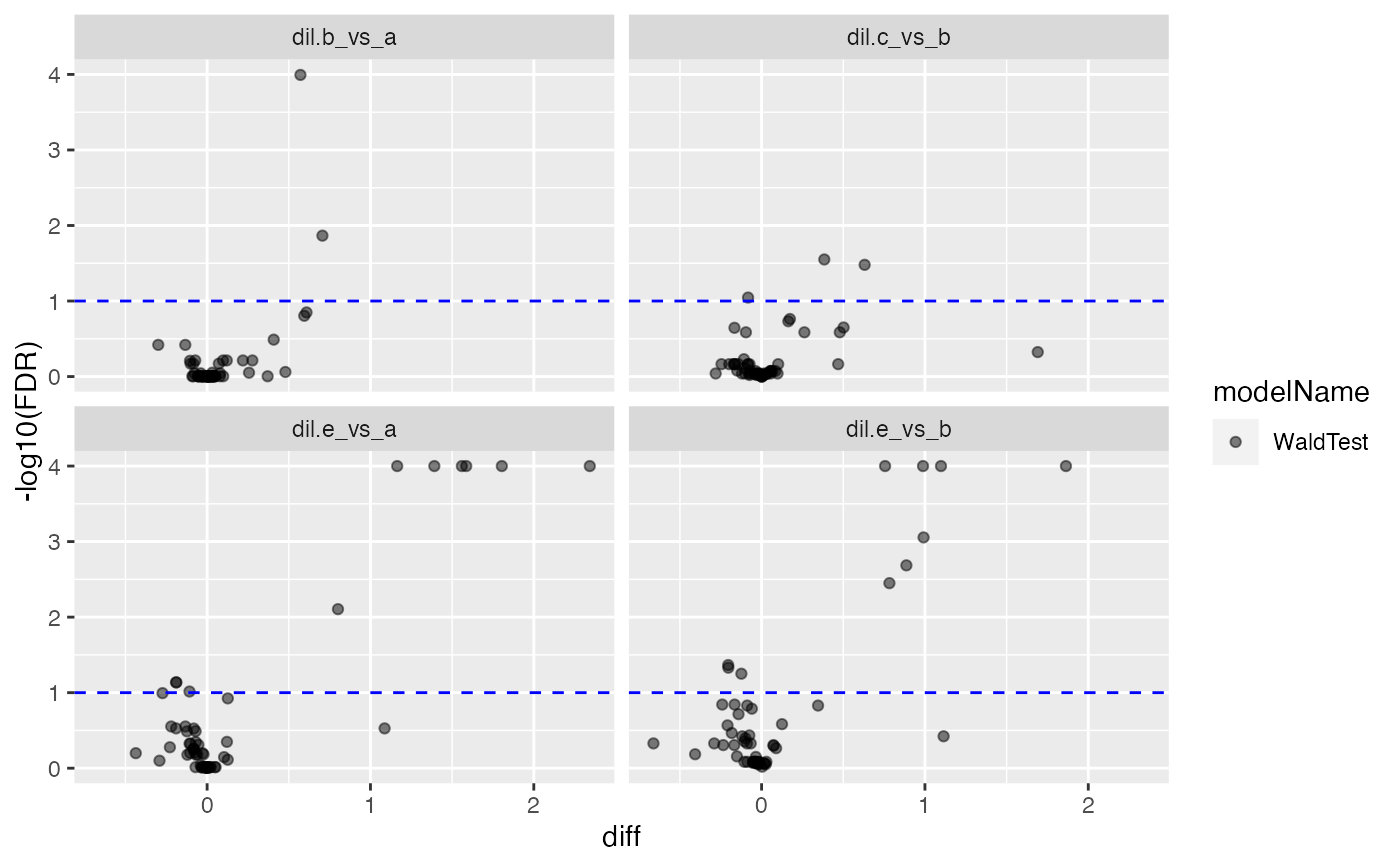 dil.b_vs_a
dil.c_vs_b
4
3
2
1
0
dil.e_vs_a
dil.e_vs_b
4
3
2
1
0
0
1
2
0
1
2
diff
-log10(FDR)
modelName
WaldTest